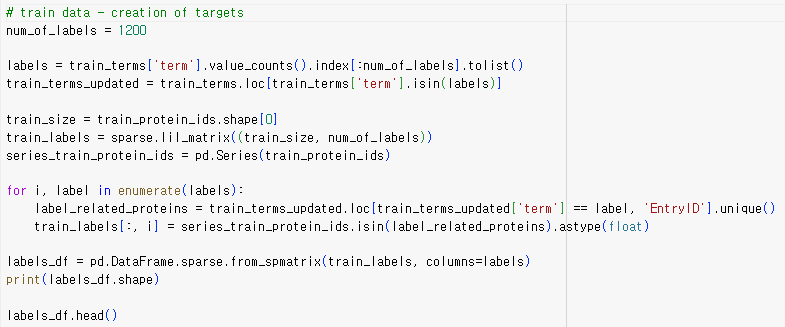 # train data - creation of targets
num_of_labels = 1200
labels = train_terms['term'].value_counts().index[:num_of_labels].tolist()
train_terms_updated = train_terms.loc[train_terms['term'].isin(labels)]
train_size = train_protein_ids.shape[0]
train_labels = sparse.lil_matrix((train_size, num_of_labels))
series_train_protein_ids = pd.Series(train_protein_ids)
for i, label in enumerate(labels):
    label_related_proteins = train_terms_updated.loc[train_terms_updated['term'] == label, 'EntryID'].unique()
    train_labels[:, i] = series_train_protein_ids.isin(label_related_proteins).astype(float)
labels_df = pd.DataFrame.sparse.from_spmatrix(train_labels, columns=labels)
print(labels_df.shape)
labels_df.head()